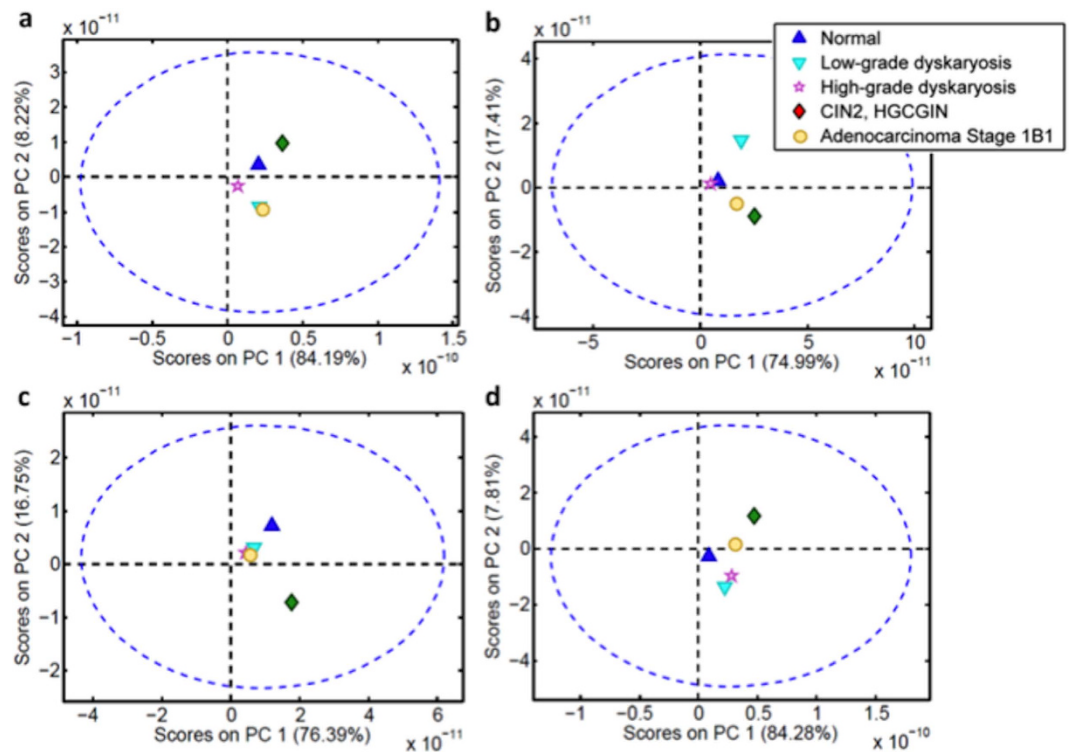 a
x 10⁻¹¹
3
2
1
0
−1
−2
−3
−4
Scores on PC 2 (8.22%)
−1 −0.5 0 0.5 1 1.5
Scores on PC 1 (84.19%)
x 10⁻¹⁰
b
x 10⁻¹¹
4
2
0
−2
−4
Scores on PC 2 (17.41%)
−5 0 5 10
Scores on PC 1 (74.99%)
x 10⁻¹¹
Normal
Low-grade dyskaryosis
High-grade dyskaryosis
CIN2, HGCGIN
Adenocarcinoma Stage 1B1
c
x 10⁻¹¹
2
1
0
−1
−2
Scores on PC 2 (16.75%)
−4 −2 0 2 4 6
Scores on PC 1 (76.39%)
x 10⁻¹¹
d
x 10⁻¹¹
4
2
0
−2
−4
Scores on PC 2 (7.81%)
−1 −0.5 0 0.5 1 1.5
Scores on PC 1 (84.28%)
x 10⁻¹⁰